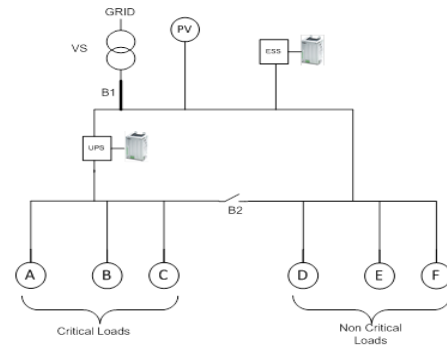 GRID
PV
VS
ESS
B1
UPS
B2
A
B
C
D
E
F
Critical Loads
Non Critical
Loads